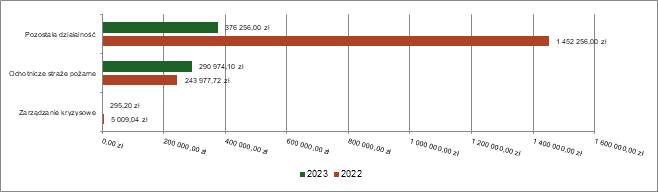 Pozostała działalność
376 256,00 zł
1 452 256,00 zł
Ochotnicze straże pożarne
290 974,10 zł
243 977,72 zł
Zarządzanie kryzysowe
295,20 zł
5 009,04 zł
0,00 zł
200 000,00 zł
400 000,00 zł
600 000,00 zł
800 000,00 zł
1 000 000,00 zł
1 200 000,00 zł
1 400 000,00 zł
1 600 000,00 zł
2023 2022